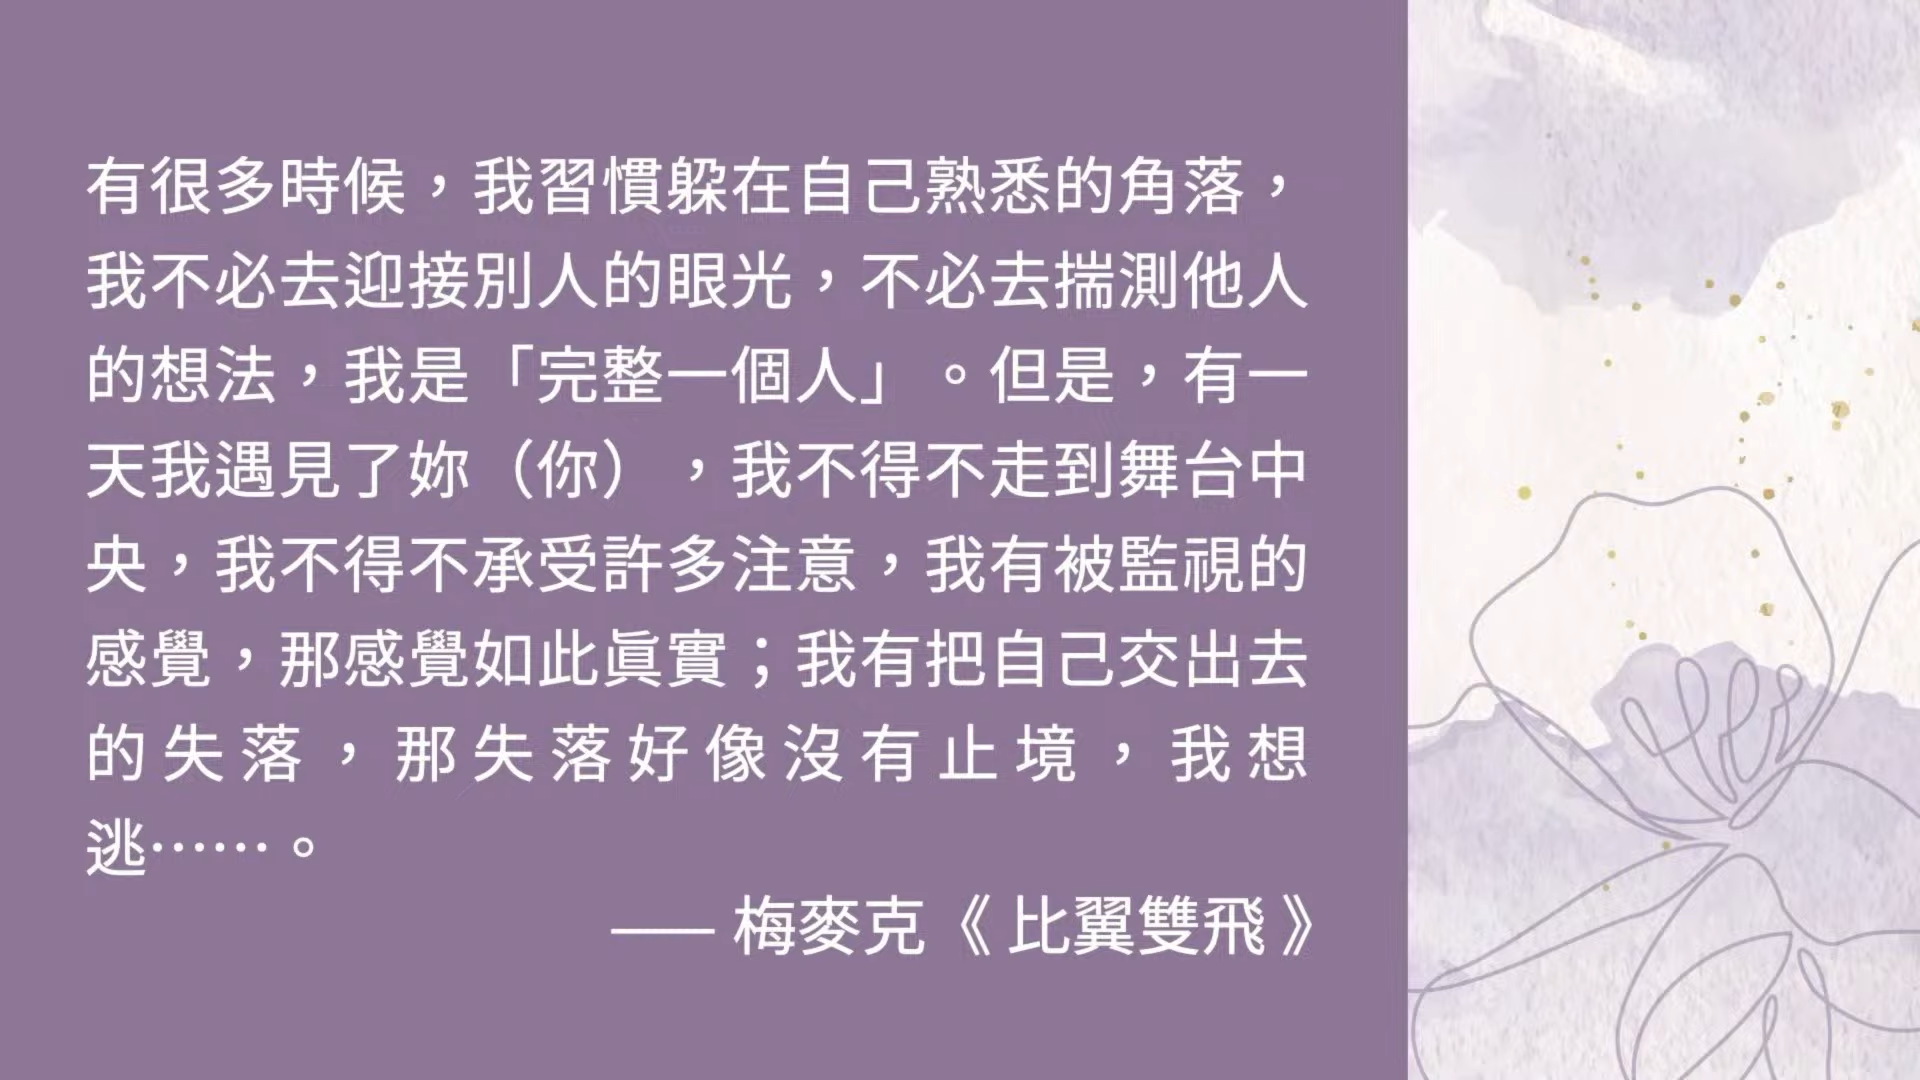 有很多時候，我習慣躲在自己熟悉的角落，
我不必去迎接別人的眼光，不必去揣測他人
的想法，我是「完整一個人」。但是，有一
天我遇見了妳（你），我不得不走到舞台中
央，我不得不承受許多注意，我有被監視的
感覺，那感覺如此眞實；我有把自己交出去
的失落，那失落好像沒有止境，我想
逃⋯⋯。
—— 梅麥克《 比翼雙飛 》